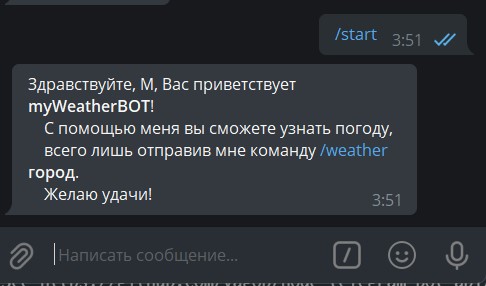 /start 3:51
Здравствуйте, М, Вас приветствует
myWeatherBOT!
С помощью меня вы сможете узнать погоду,
всего лишь отправив мне команду /weather
город.
Желаю удачи!
3:51
Написать сообщение...